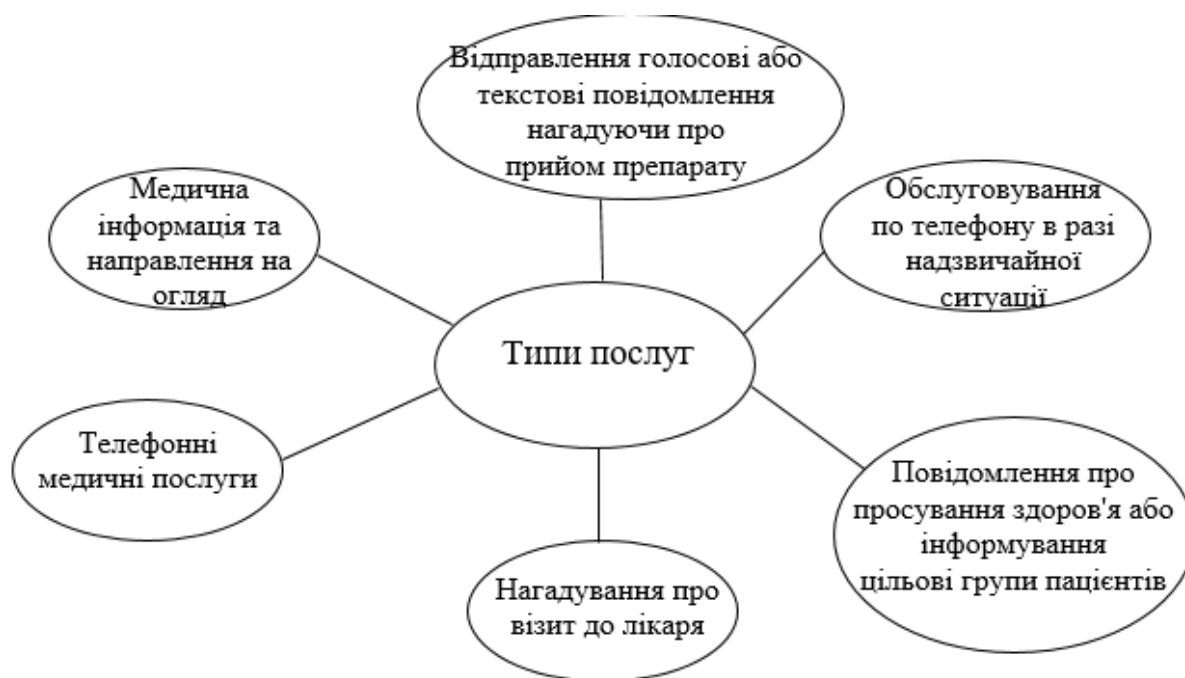 Відправлення голосові або
текстові повідомлення
нагадуючи про
прийом препарату
Медична
інформація та
направлення на
огляд
Обслуговування
по телефону в разі
надзвичайної
ситуації
Типи послуг
Телефонні
медичні послуги
Повідомлення про
просування здоров'я або
інформування
цільові групи пацієнтів
Нагадування про
візит до лікаря